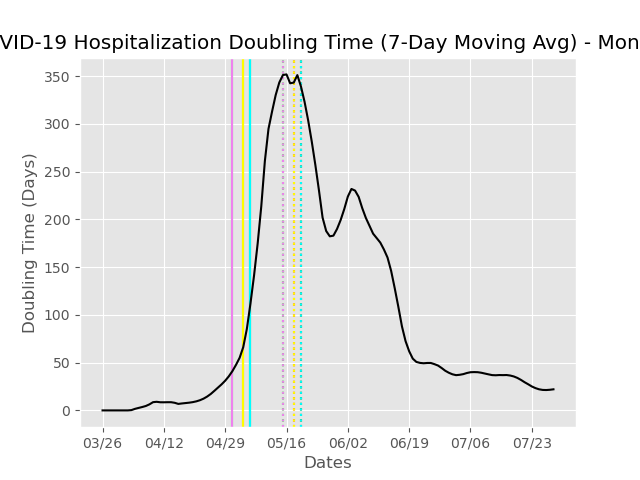 VID-19 Hospitalization Doubling Time (7-Day Moving Avg) - Mon
350
300
250
200
150
100
50
0
Doubling Time (Days)
03/26 04/12 04/29 05/16 06/02 06/19 07/06 07/23
Dates